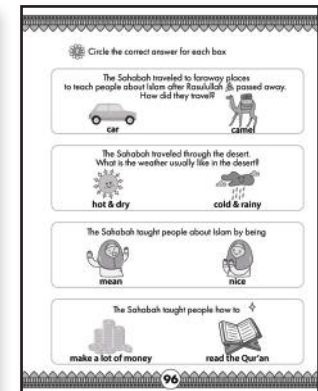 Circle the correct answer for each box
The Sahabah traveled to faraway places
to teach people about Islam after Rasulullah ﷺ passed away.
How did they travel?
car camel
The Sahabah traveled through the desert.
What is the weather usually like in the desert?
hot & dry cold & rainy
The Sahabah taught people about Islam by being
mean nice
The Sahabah taught people how to
make a lot of money read the Qur'an
96